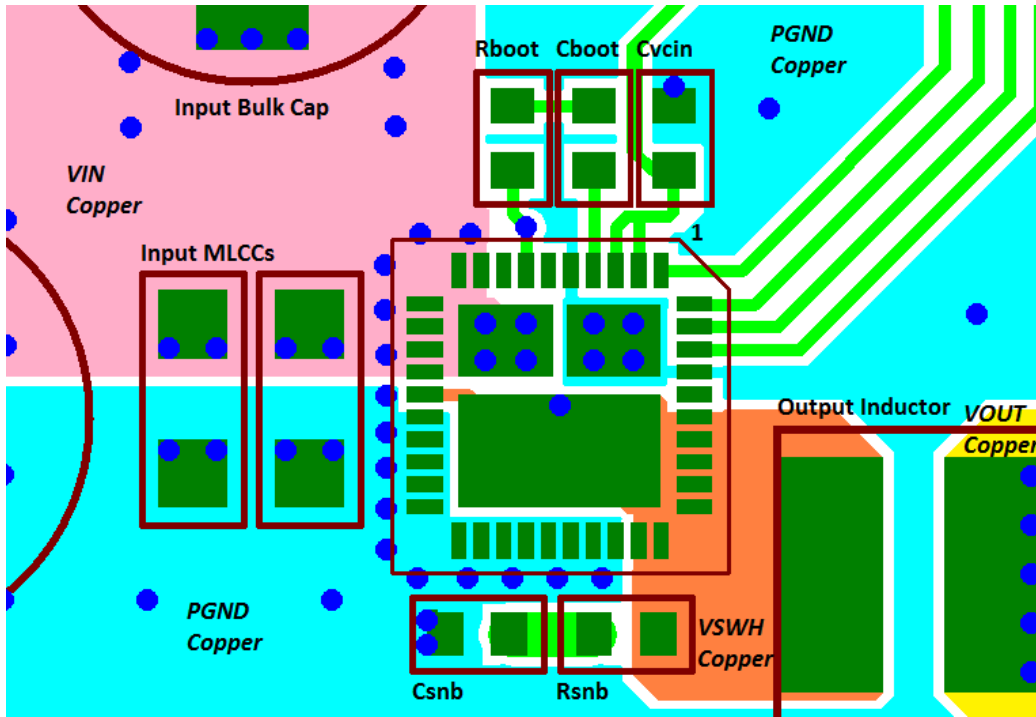 Rboot Cboot Cvcin
PGND
Copper
Input Bulk Cap
VIN
Copper
1
Input MLCCs
Output Inductor
VOUT
Copper
PGND
Copper
VSWH
Copper
Csnb
Rsnb